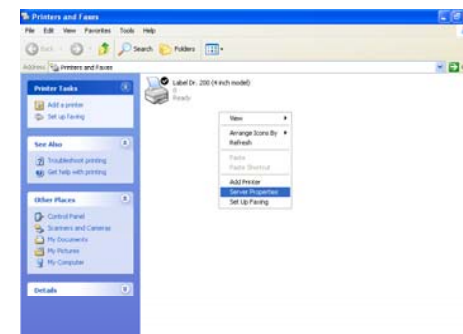 Printers and Faxes
File Edit View Favorites Tools Help
Back Search Folders
Address Printers and Faxes
Printer Tasks
Add a printer
Set up faxing
See Also
Troubleshoot printing
Get help with printing
Other Places
Control Panel
Scanners and Cameras
My Documents
My Pictures
My Computer
Details
Label Dr. 200 (4 inch model)
0
Ready
View
Arrange Icons By
Refresh
Paste
Paste Shortcut
Add Printer
Server Properties
Set Up Faxing